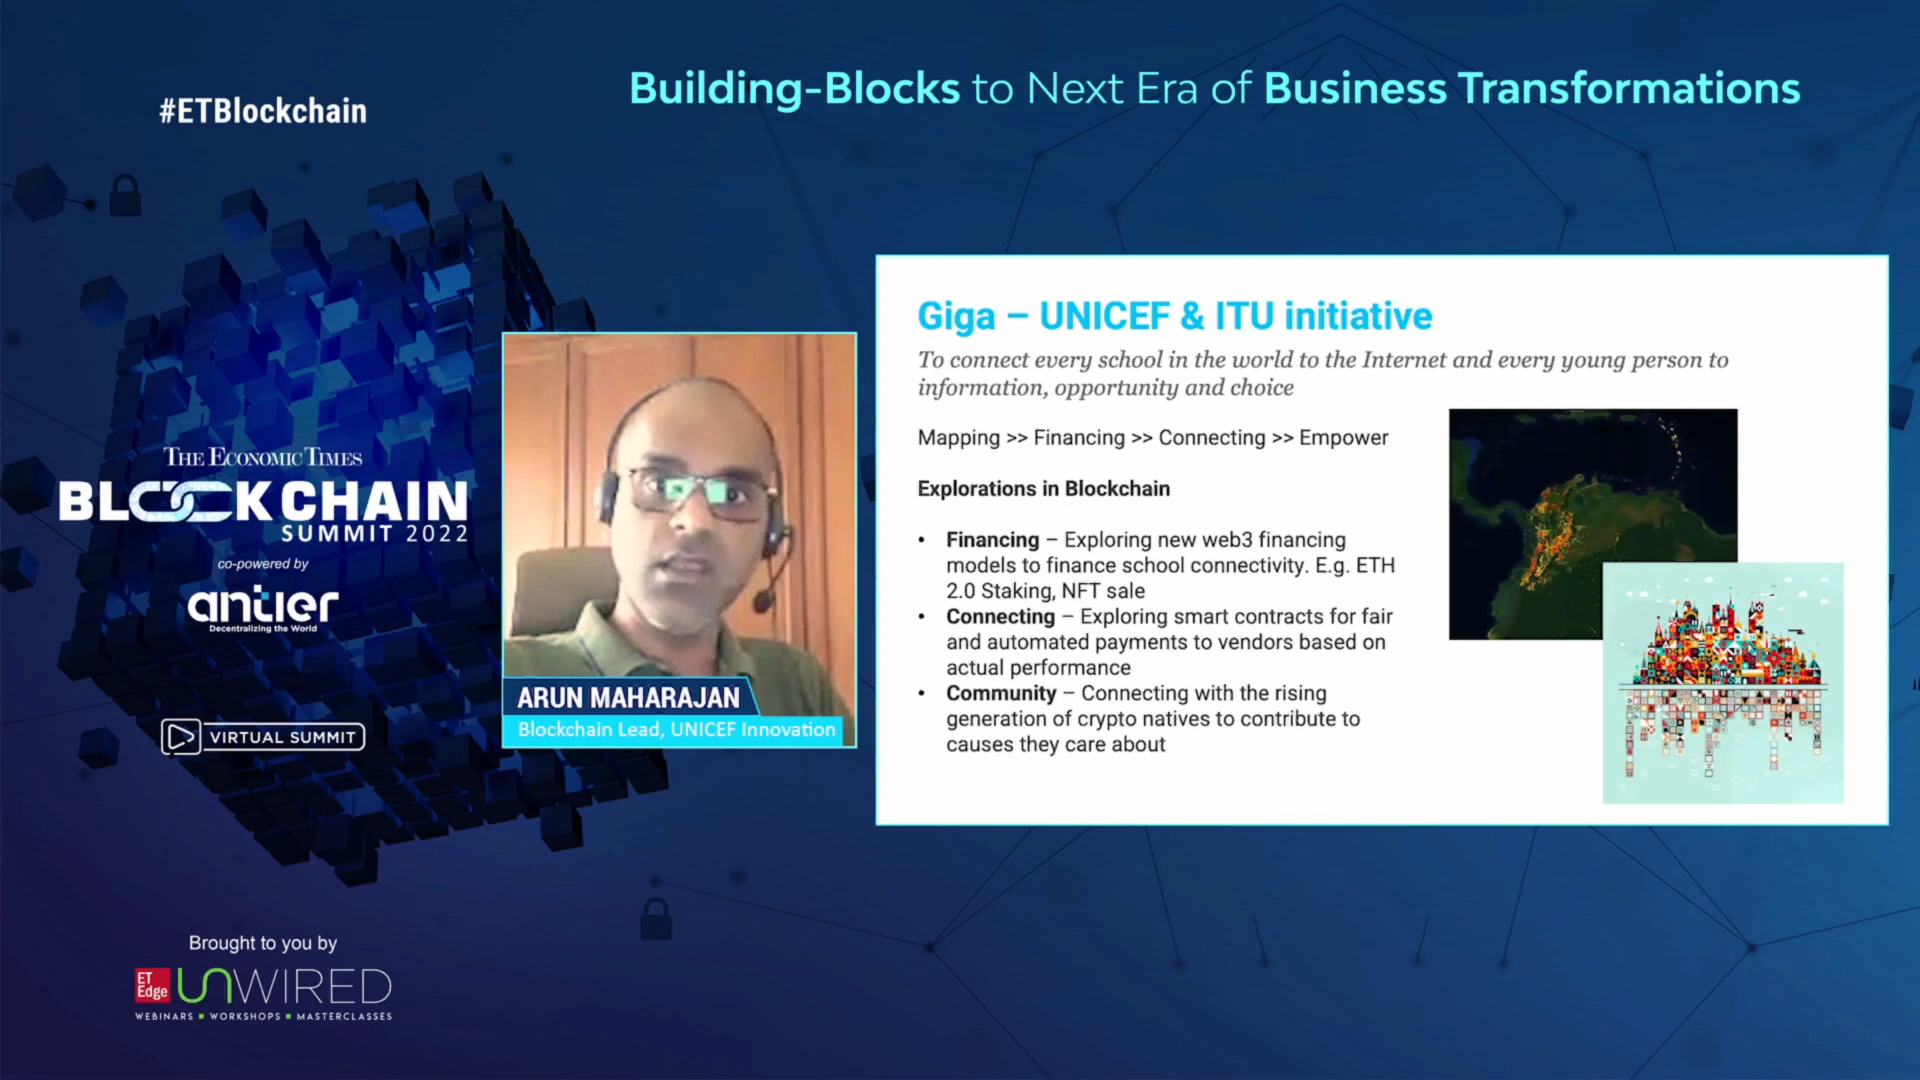 #ETBlockchain
Building-Blocks to Next Era of Business Transformations
THE ECONOMIC TIMES
BLOCKCHAIN
SUMMIT 2022
co-powered by
antier
Decentralizing the World
VIRTUAL SUMMIT
Brought to you by
ET
Edge
UNWIRED
WEBINARS ▪ WORKSHOPS ▪ MASTERCLASSES
ARUN MAHARAJAN
Blockchain Lead, UNICEF Innovation
Giga – UNICEF & ITU initiative
To connect every school in the world to the Internet and every young person to
information, opportunity and choice
Mapping >> Financing >> Connecting >> Empower
Explorations in Blockchain
• Financing – Exploring new web3 financing
models to finance school connectivity. E.g. ETH
2.0 Staking, NFT sale
• Connecting – Exploring smart contracts for fair
and automated payments to vendors based on
actual performance
• Community – Connecting with the rising
generation of crypto natives to contribute to
causes they care about